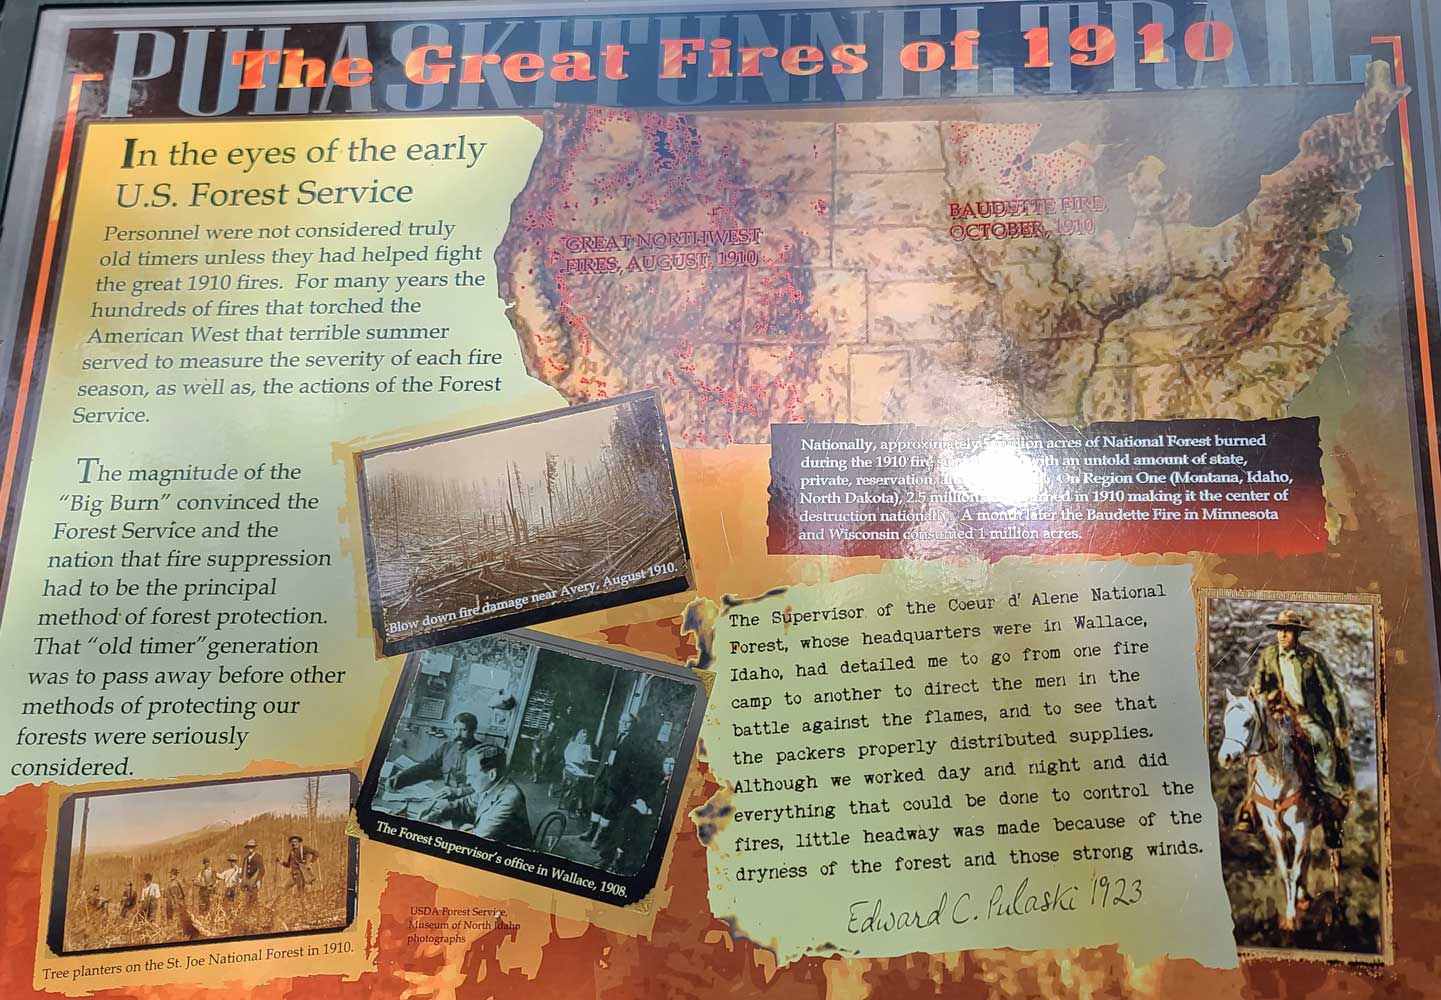 PULASKI TUNNEL TRAIL
The Great Fires of 1910
In the eyes of the early
U.S. Forest Service
Personnel were not considered truly
old timers unless they had helped fight
the great 1910 fires. For many years the
hundreds of fires that torched the
American West that terrible summer
served to measure the severity of each fire
season, as well as, the actions of the Forest
Service.
The magnitude of the
"Big Burn" convinced the
Forest Service and the
nation that fire suppression
had to be the principal
method of forest protection.
That "old timer" generation
was to pass away before other
methods of protecting our
forests were seriously
considered.
GREAT NORTHWEST
FIRES, AUGUST, 1910
BAUDETTE FIRE,
OCTOBER, 1910
Nationally, approximately 5 million acres of National Forest burned
during the 1910 fire with an untold amount of state,
private, reservation, On Region One (Montana, Idaho,
North Dakota), 2.5 million burned in 1910 making it the center of
destruction nationally. A month later the Baudette Fire in Minnesota
and Wisconsin consumed 1 million acres.
Blow down fire damage near Avery, August 1910.
The Forest Supervisor's office in Wallace, 1908.
Tree planters on the St. Joe National Forest in 1910.
USDA Forest Service,
Museum of North Idaho
photographs
The Supervisor of the Coeur d' Alene National
Forest, whose headquarters were in Wallace,
Idaho, had detailed me to go from one fire
camp to another to direct the men in the
battle against the flames, and to see that
the packers properly distributed supplies.
Although we worked day and night and did
everything that could be done to control the
fires, little headway was made because of the
dryness of the forest and those strong winds.
Edward C. Pulaski 1923